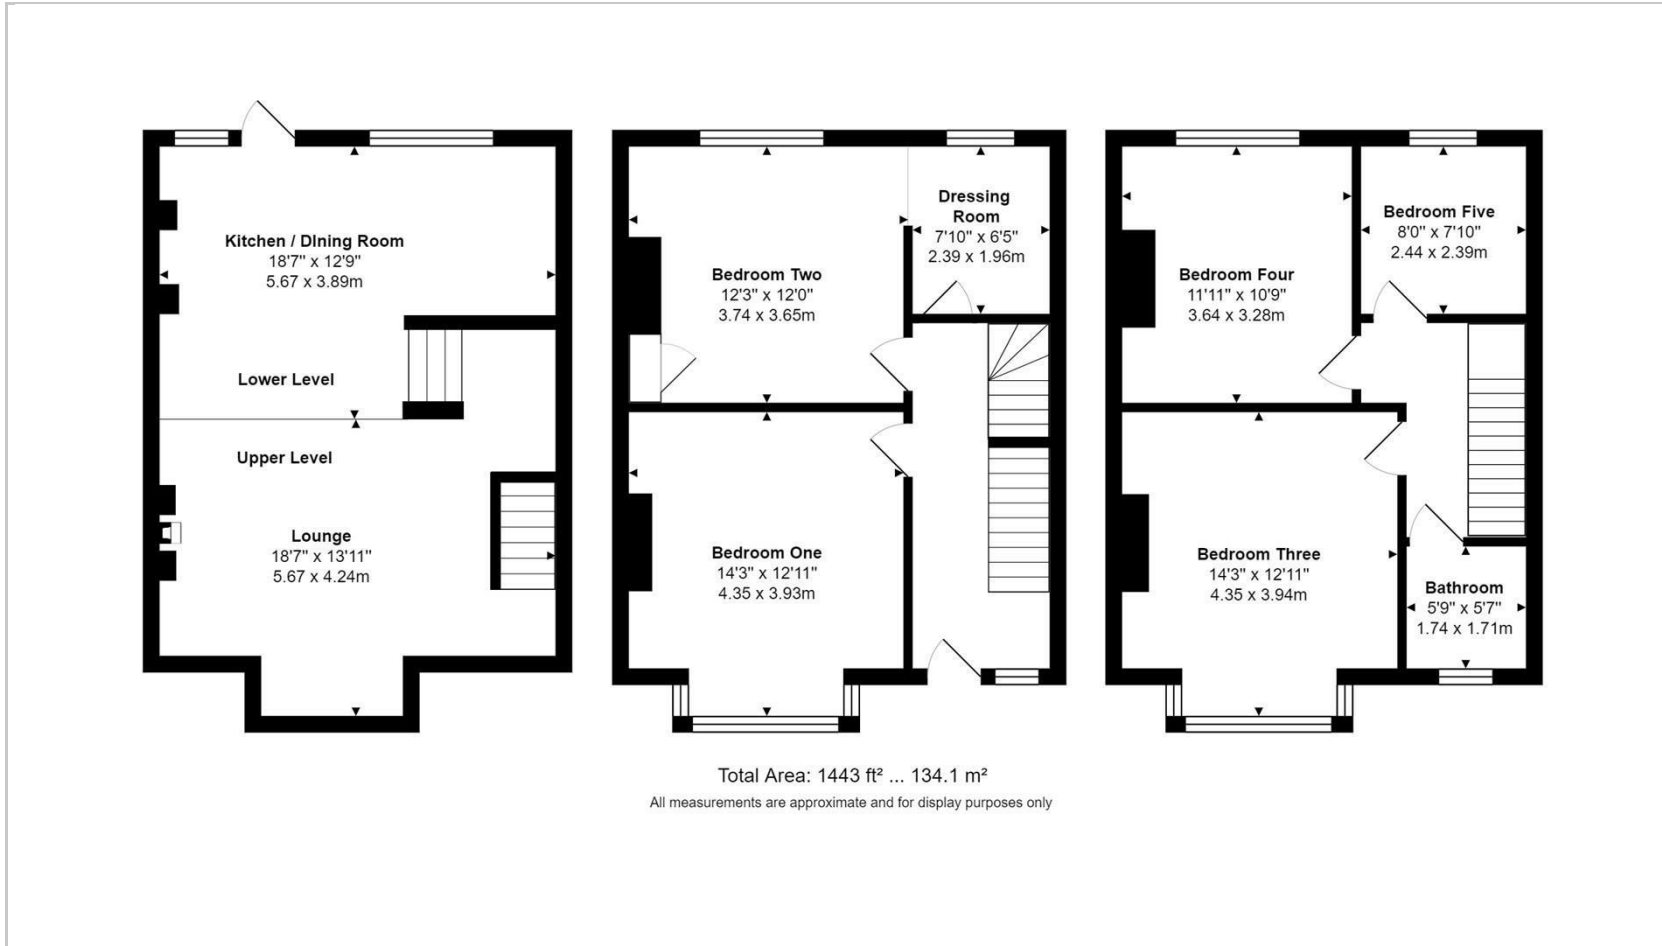 Kitchen / DIning Room
18'7" x 12'9"
5.67 x 3.89m
Lower Level
Upper Level
Lounge
18'7" x 13'11"
5.67 x 4.24m
Bedroom Two
12'3" x 12'0"
3.74 x 3.65m
Dressing
Room
7'10" x 6'5"
2.39 x 1.96m
Bedroom One
14'3" x 12'11"
4.35 x 3.93m
Bedroom Four
11'11" x 10'9"
3.64 x 3.28m
Bedroom Five
8'0" x 7'10"
2.44 x 2.39m
Bedroom Three
14'3" x 12'11"
4.35 x 3.94m
Bathroom
5'9" x 5'7"
1.74 x 1.71m
Total Area: 1443 ft² ... 134.1 m²
All measurements are approximate and for display purposes only